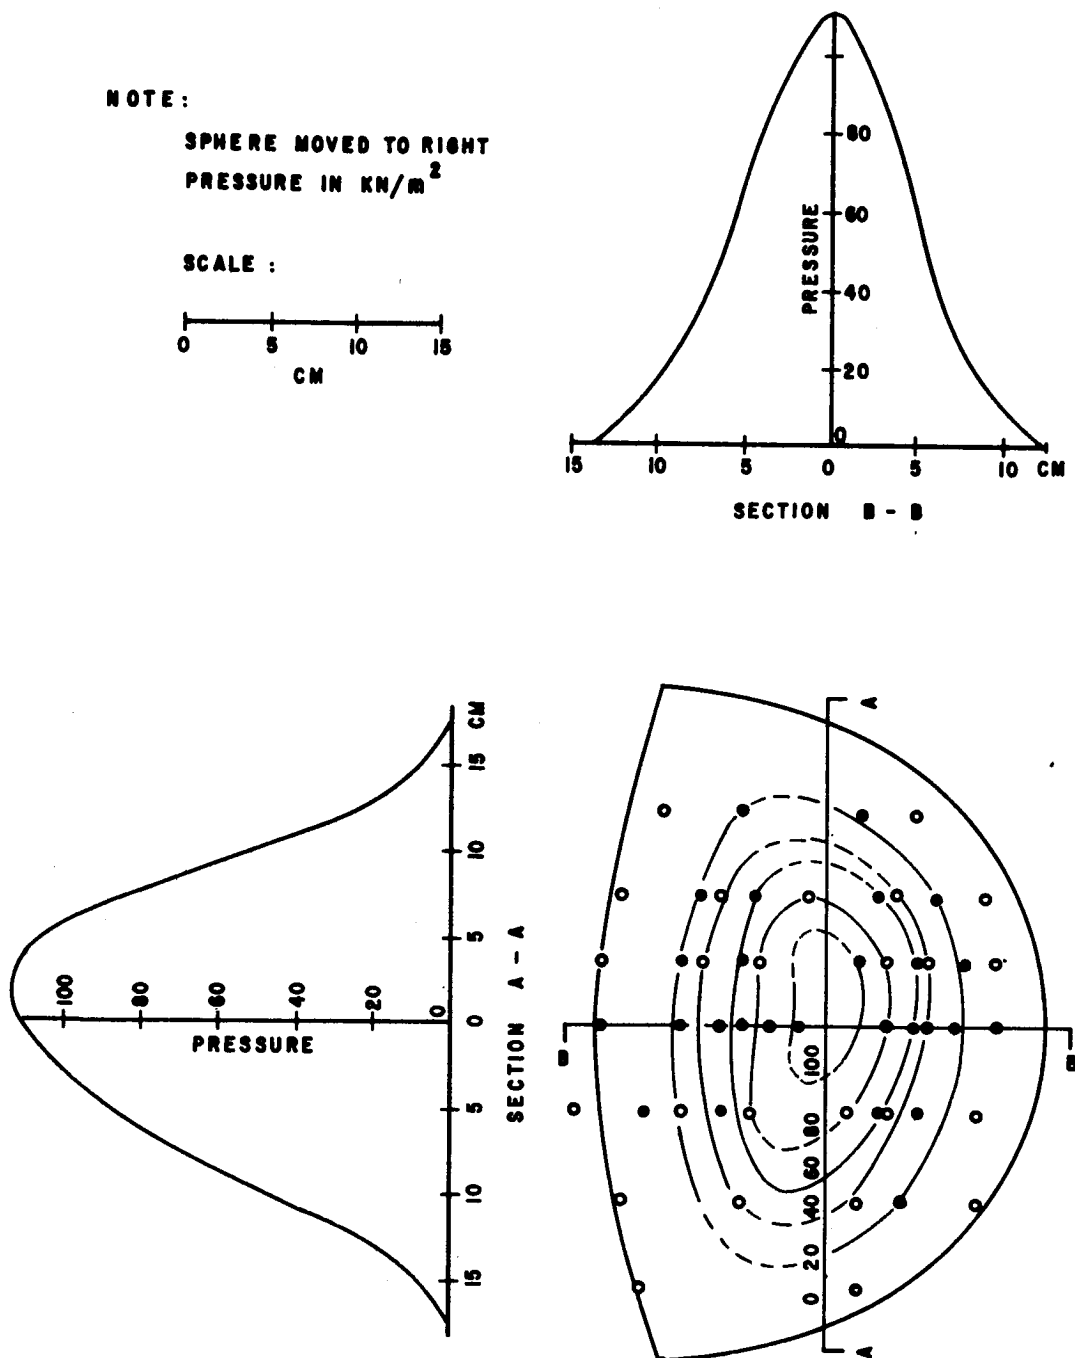 NOTE:
SPHERE MOVED TO RIGHT
PRESSURE IN KN/m²
SCALE :
0 5 10 15
CM
80
60
40
20
0
PRESSURE
15 10 5 0 5 10 CM
SECTION B - B
100 80 60 40 20 0
PRESSURE
CM
15
10
5
0
5
10
15
SECTION A - A
A
B
B
100
80
60
40
20
0
A